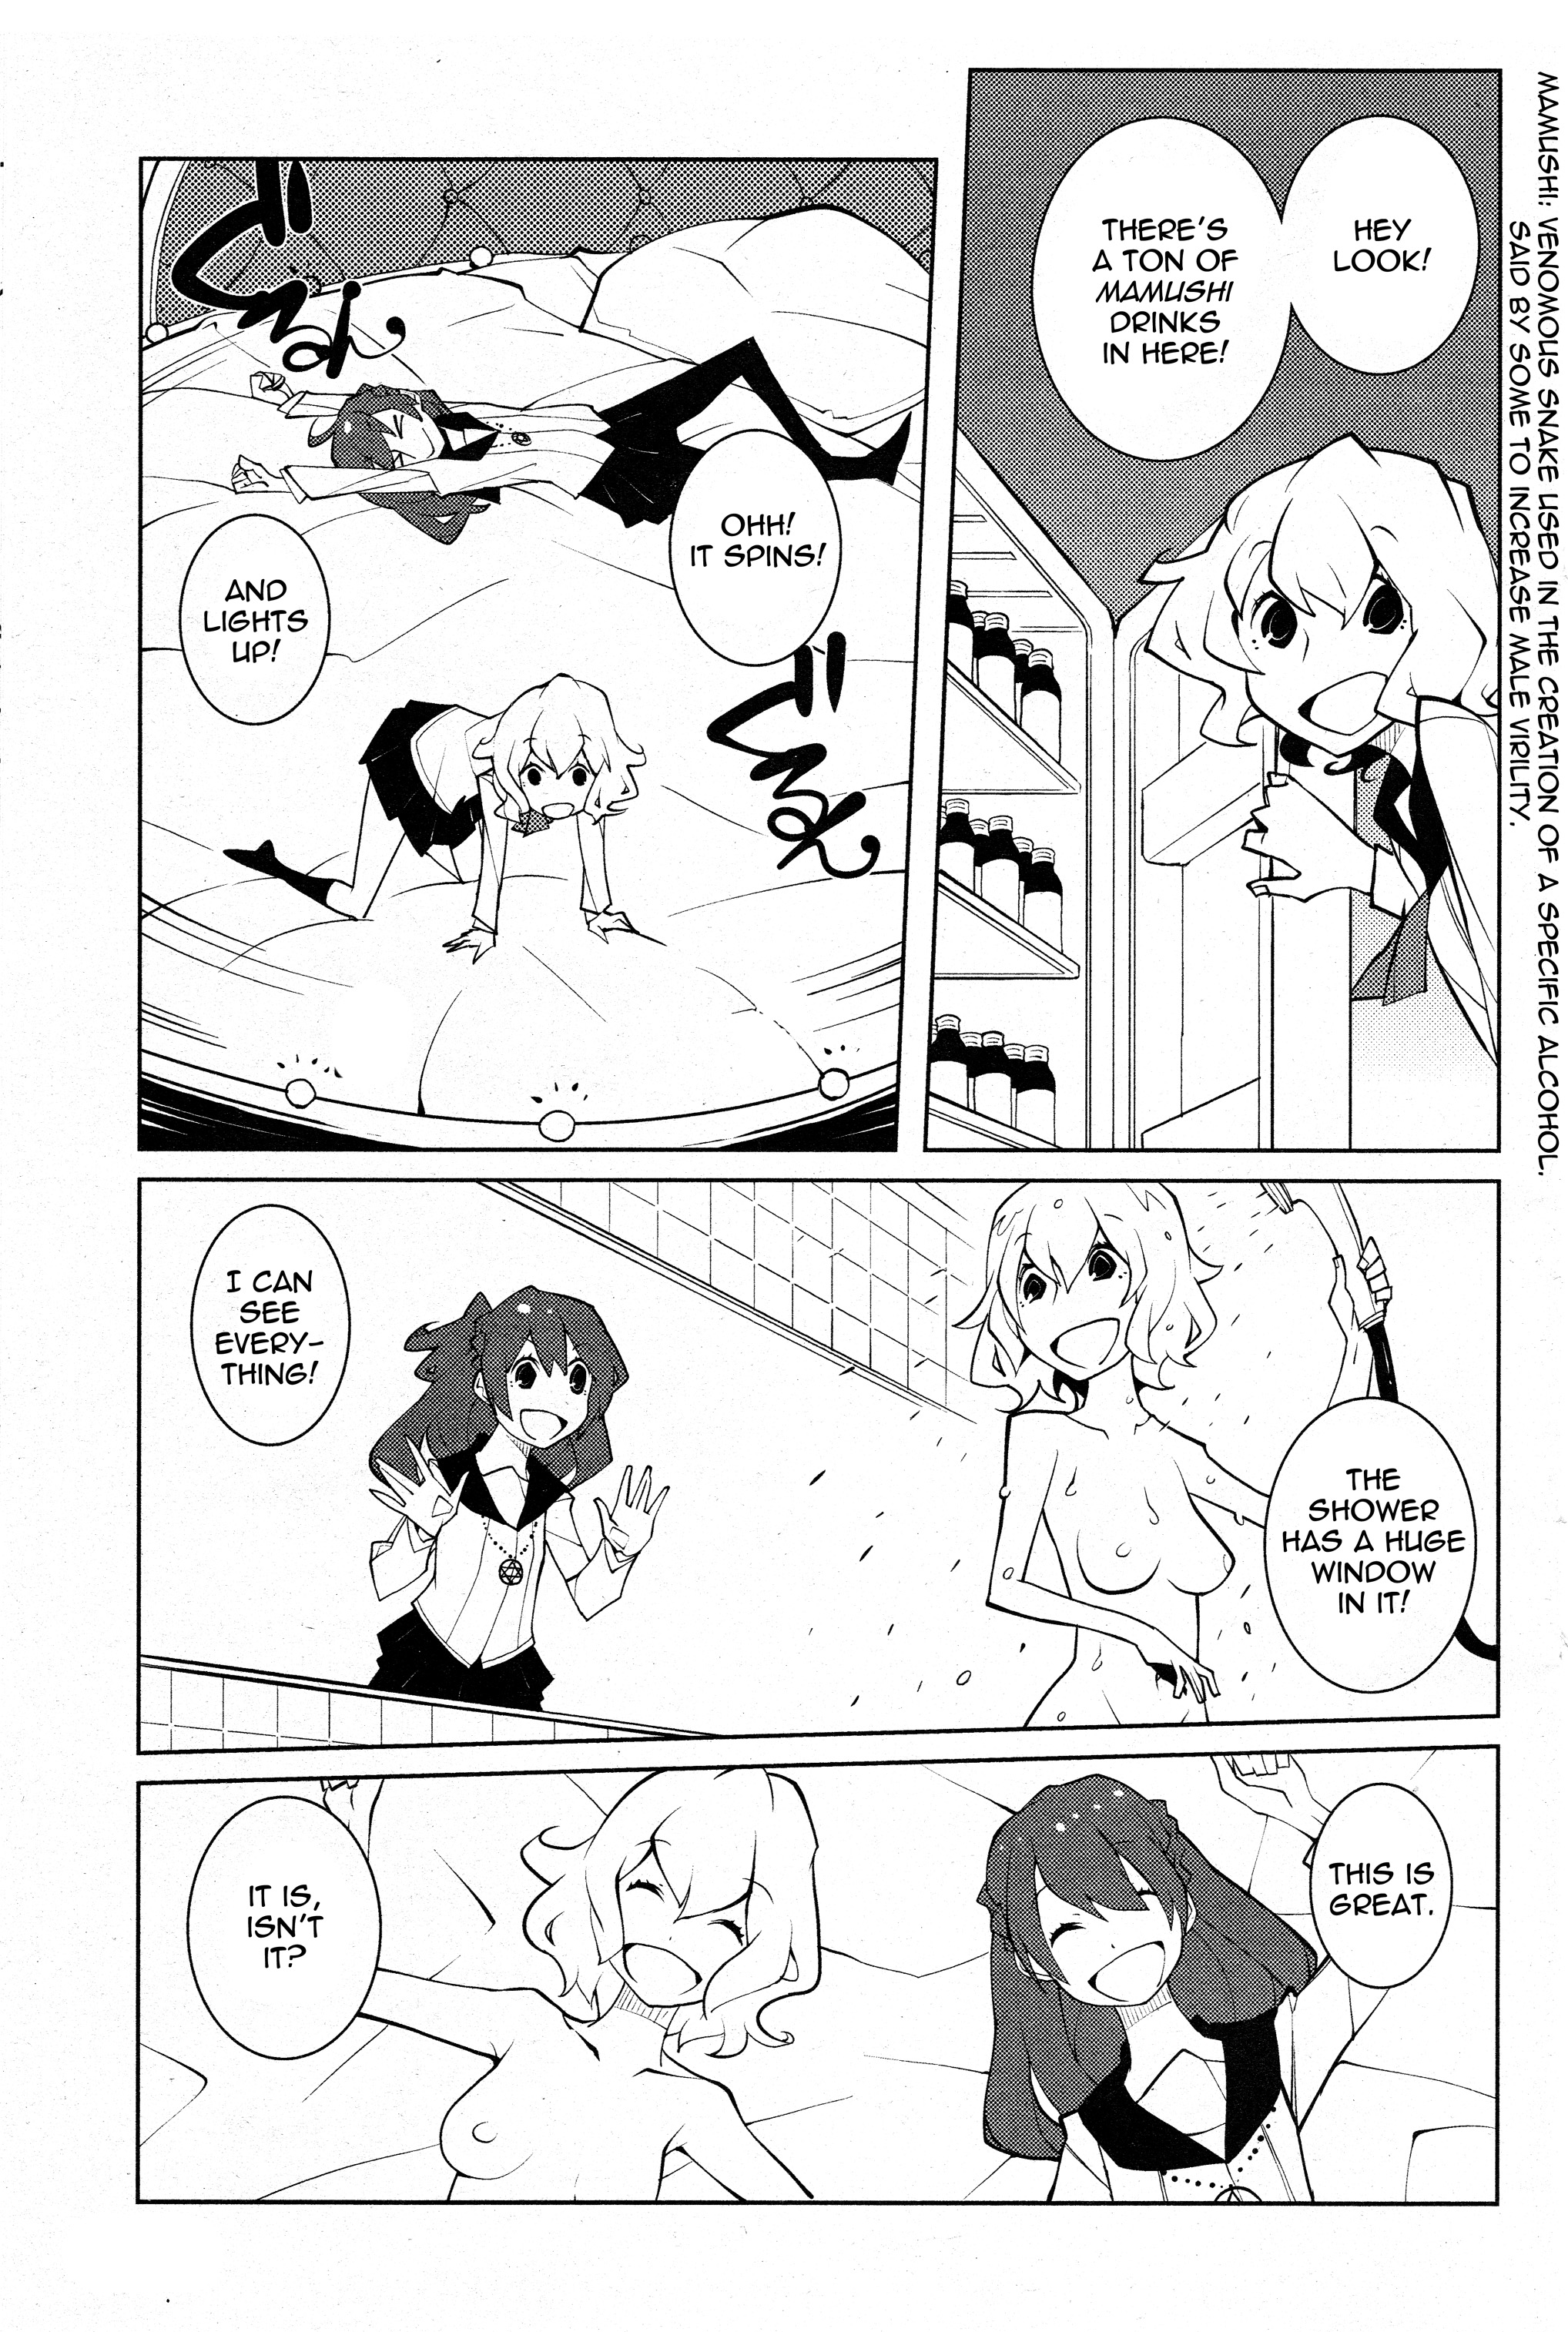 MAMUSHI: VENOMOUS SNAKE USED IN THE CREATION OF A SPECIFIC ALCOHOL.
SAID BY SOME TO INCREASE MALE VIRILITY.
HEY
LOOK!
THERE'S
A TON OF
MAMUSHI
DRINKS
IN HERE!
OHH!
IT SPINS!
AND
LIGHTS
UP!
THE
SHOWER
HAS A HUGE
WINDOW
IN IT!
I CAN
SEE
EVERY-
THING!
THIS IS
GREAT.
IT IS,
ISN'T
IT?